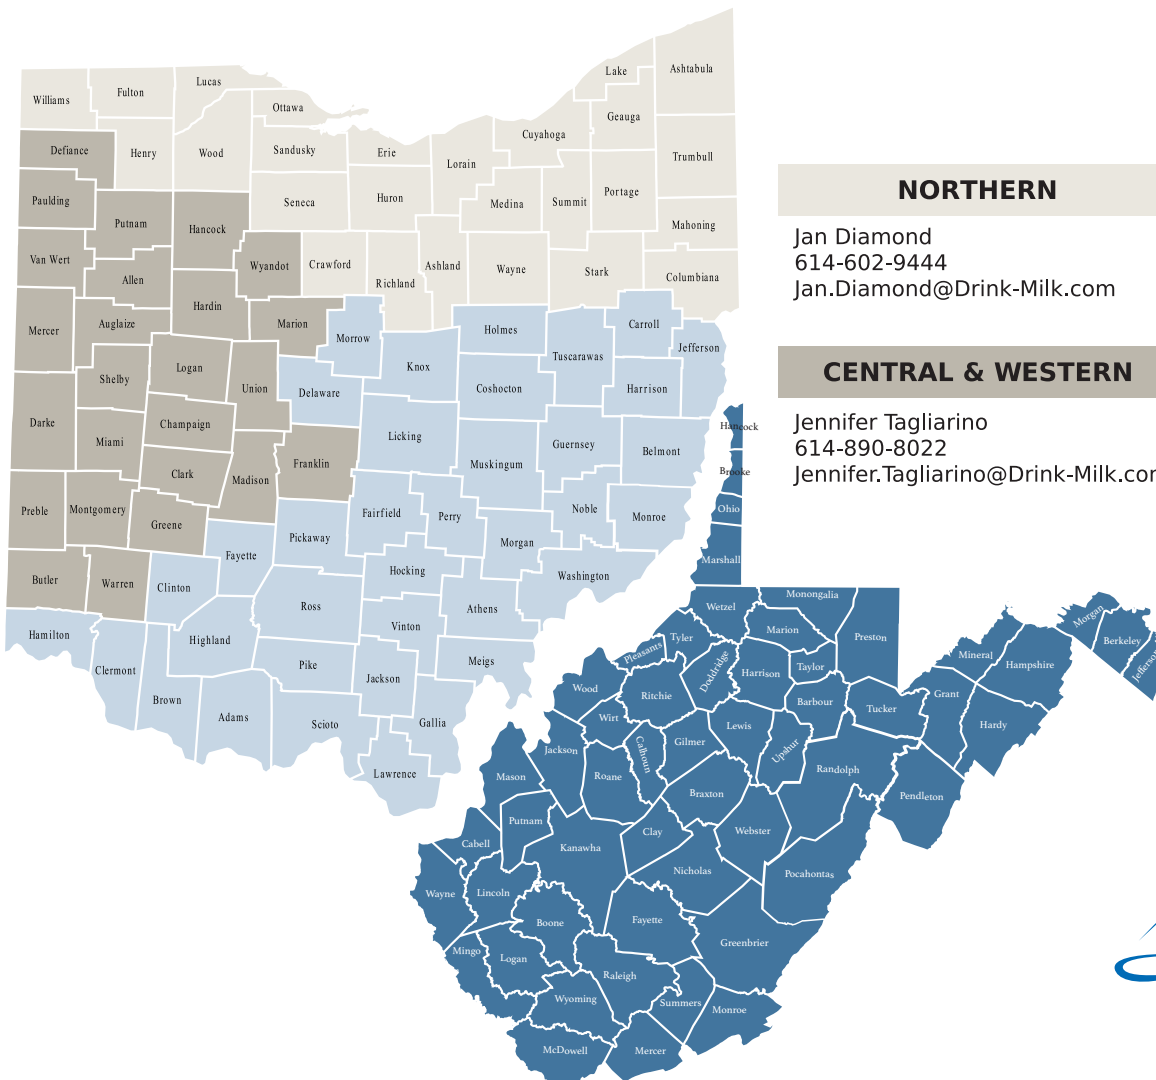 Lake
Ashtabula
Lucas
Fulton
Williams
Ottawa
Geauga
Cuyahoga
Defiance
Henry
Wood
Sandusky
Erie
Lorain
Trumbull
Paulding
Putnam
Hancock
Seneca
Huron
Medina
Summit
Portage
Mahoning
Van Wert
Allen
Wyandot
Crawford
Richland
Ashland
Wayne
Stark
Columbiana
Mercer
Auglaize
Hardin
Marion
Morrow
Holmes
Carroll
Jefferson
Tuscarawas
Shelby
Logan
Union
Delaware
Knox
Coshocton
Harrison
Darke
Miami
Champaign
Licking
Guernsey
Belmont
Clark
Madison
Franklin
Muskingum
Preble
Montgomery
Greene
Fairfield
Perry
Noble
Monroe
Pickaway
Morgan
Fayette
Butler
Warren
Clinton
Hocking
Washington
Ross
Athens
Hamilton
Highland
Vinton
Clermont
Pike
Jackson
Meigs
Brown
Adams
Scioto
Gallia
Lawrence
NORTHERN
Jan Diamond
614-602-9444
Jan.Diamond@Drink-Milk.com
CENTRAL & WESTERN
Jennifer Tagliarino
614-890-8022
Jennifer.Tagliarino@Drink-Milk.cor
Hancock
Brooke
Ohio
Marshall
Wetzel
Monongalia
Marion
Preston
Tyler
Pleasants
Doddridge
Harrison
Taylor
Mineral
Hampshire
Morgan
Berkeley
Jefferso
Wood
Ritchie
Barbour
Tucker
Grant
Hardy
Wirt
Lewis
Gilmer
Calhoun
Upshur
Jackson
Roane
Randolph
Mason
Braxton
Pendleton
Putnam
Clay
Webster
Cabell
Kanawha
Nicholas
Pocahontas
Wayne
Lincoln
Boone
Fayette
Greenbrier
Mingo
Logan
Raleigh
Wyoming
Summers
Monroe
McDowell
Mercer